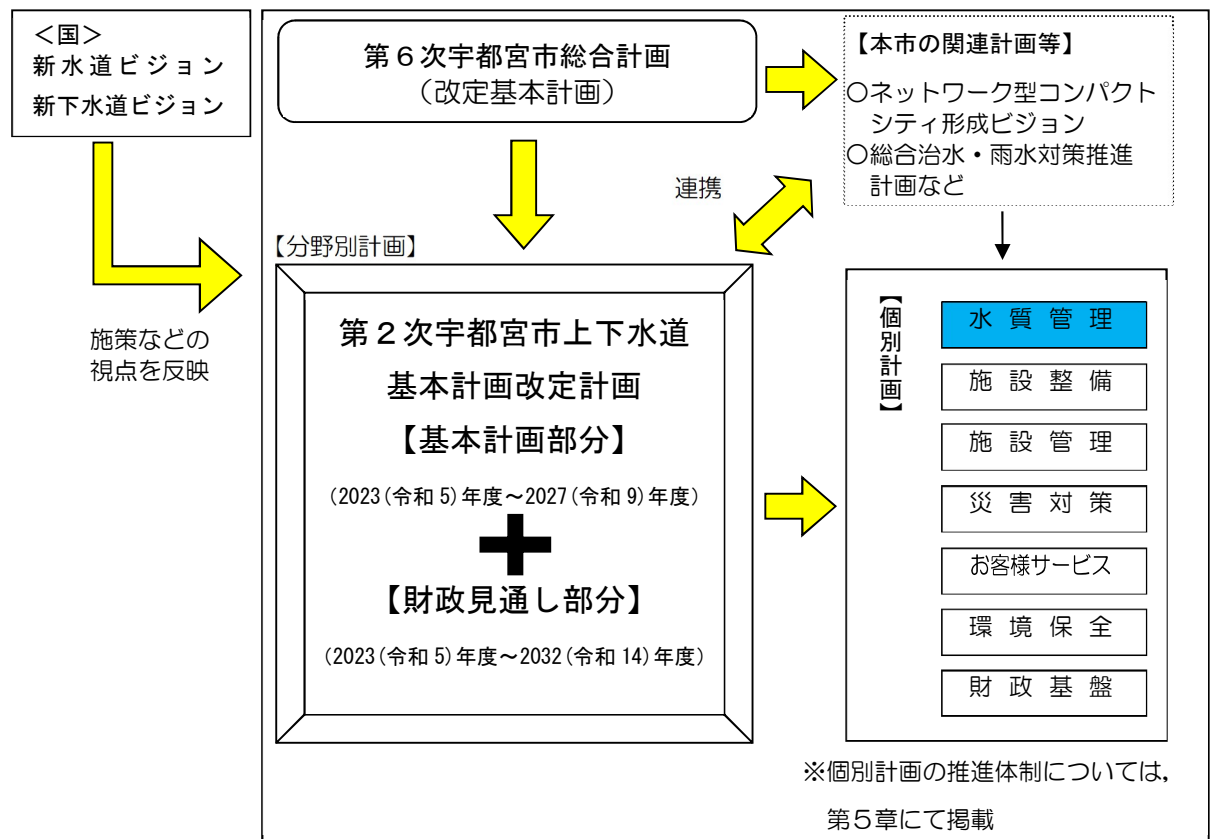 ＜国＞
新水道ビジョン
新下水道ビジョン
施策などの
視点を反映
第６次宇都宮市総合計画
（改定基本計画）
【本市の関連計画等】
○ネットワーク型コンパクト
シティ形成ビジョン
○総合治水・雨水対策推進
計画など
連携
【分野別計画】
第２次宇都宮市上下水道
基本計画改定計画
【基本計画部分】
（2023(令和5)年度～2027(令和9)年度）
【財政見通し部分】
（2023(令和5)年度～2032(令和14)年度）
【個別計画】
水質管理
施設整備
施設管理
災害対策
お客様サービス
環境保全
財政基盤
※個別計画の推進体制については，
第５章にて掲載